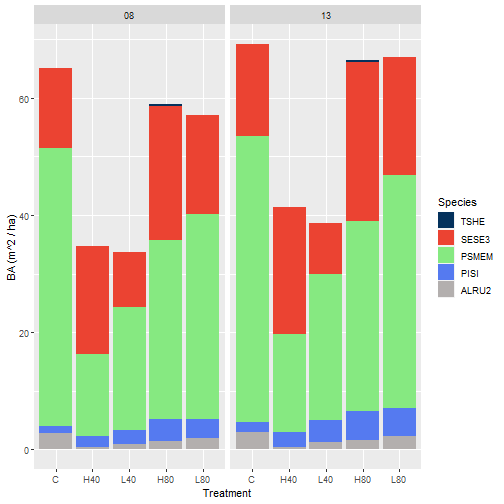 08 13
BA (m^2 / ha)
60
40
20
0
C H40 L40 H80 L80 C H40 L40 H80 L80
Treatment
Species
TSHE
SESE3
PSMEM
PISI
ALRU2